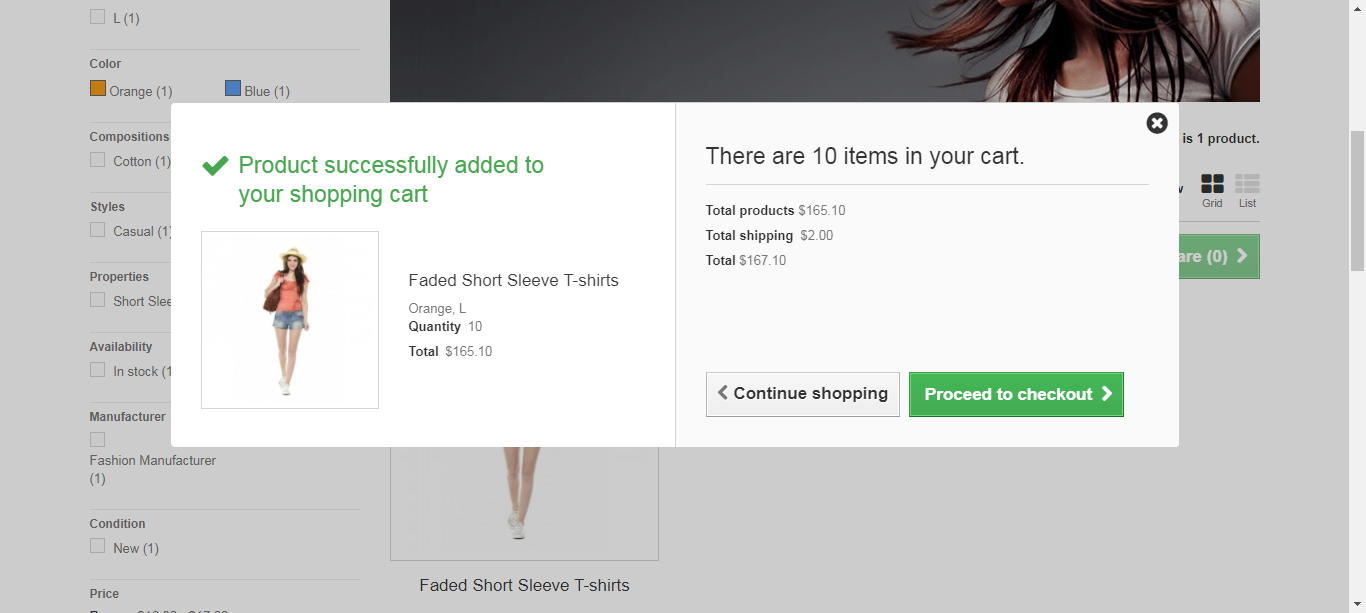 L (1)
Color
Orange (1)
Blue (1)
Compositions
Cotton (1)
Styles
Casual (1)
Properties
Short Slee
Availability
In stock (1
Manufacturer
Fashion Manufacturer
(1)
Condition
New (1)
Price
Product successfully added to
your shopping cart
Faded Short Sleeve T-shirts
Orange, L
Quantity 10
Total $165.10
There are 10 items in your cart.
Total products $165.10
Total shipping $2.00
Total $167.10
Continue shopping
Proceed to checkout
is 1 product.
Grid
List
are (0)
Faded Short Sleeve T-shirts